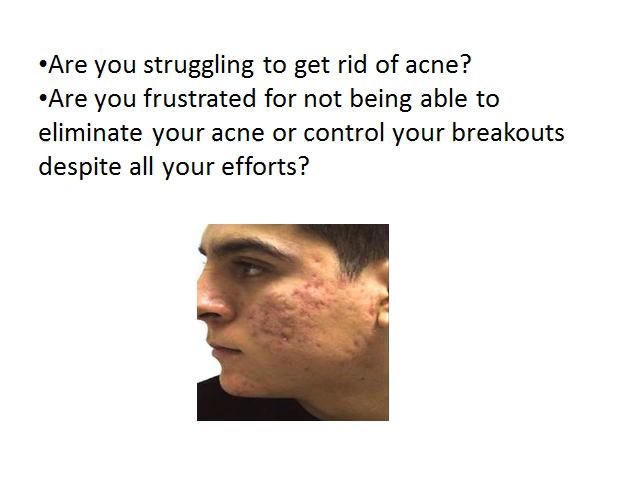 •Are you struggling to get rid of acne?
•Are you frustrated for not being able to
eliminate your acne or control your breakouts
despite all your efforts?